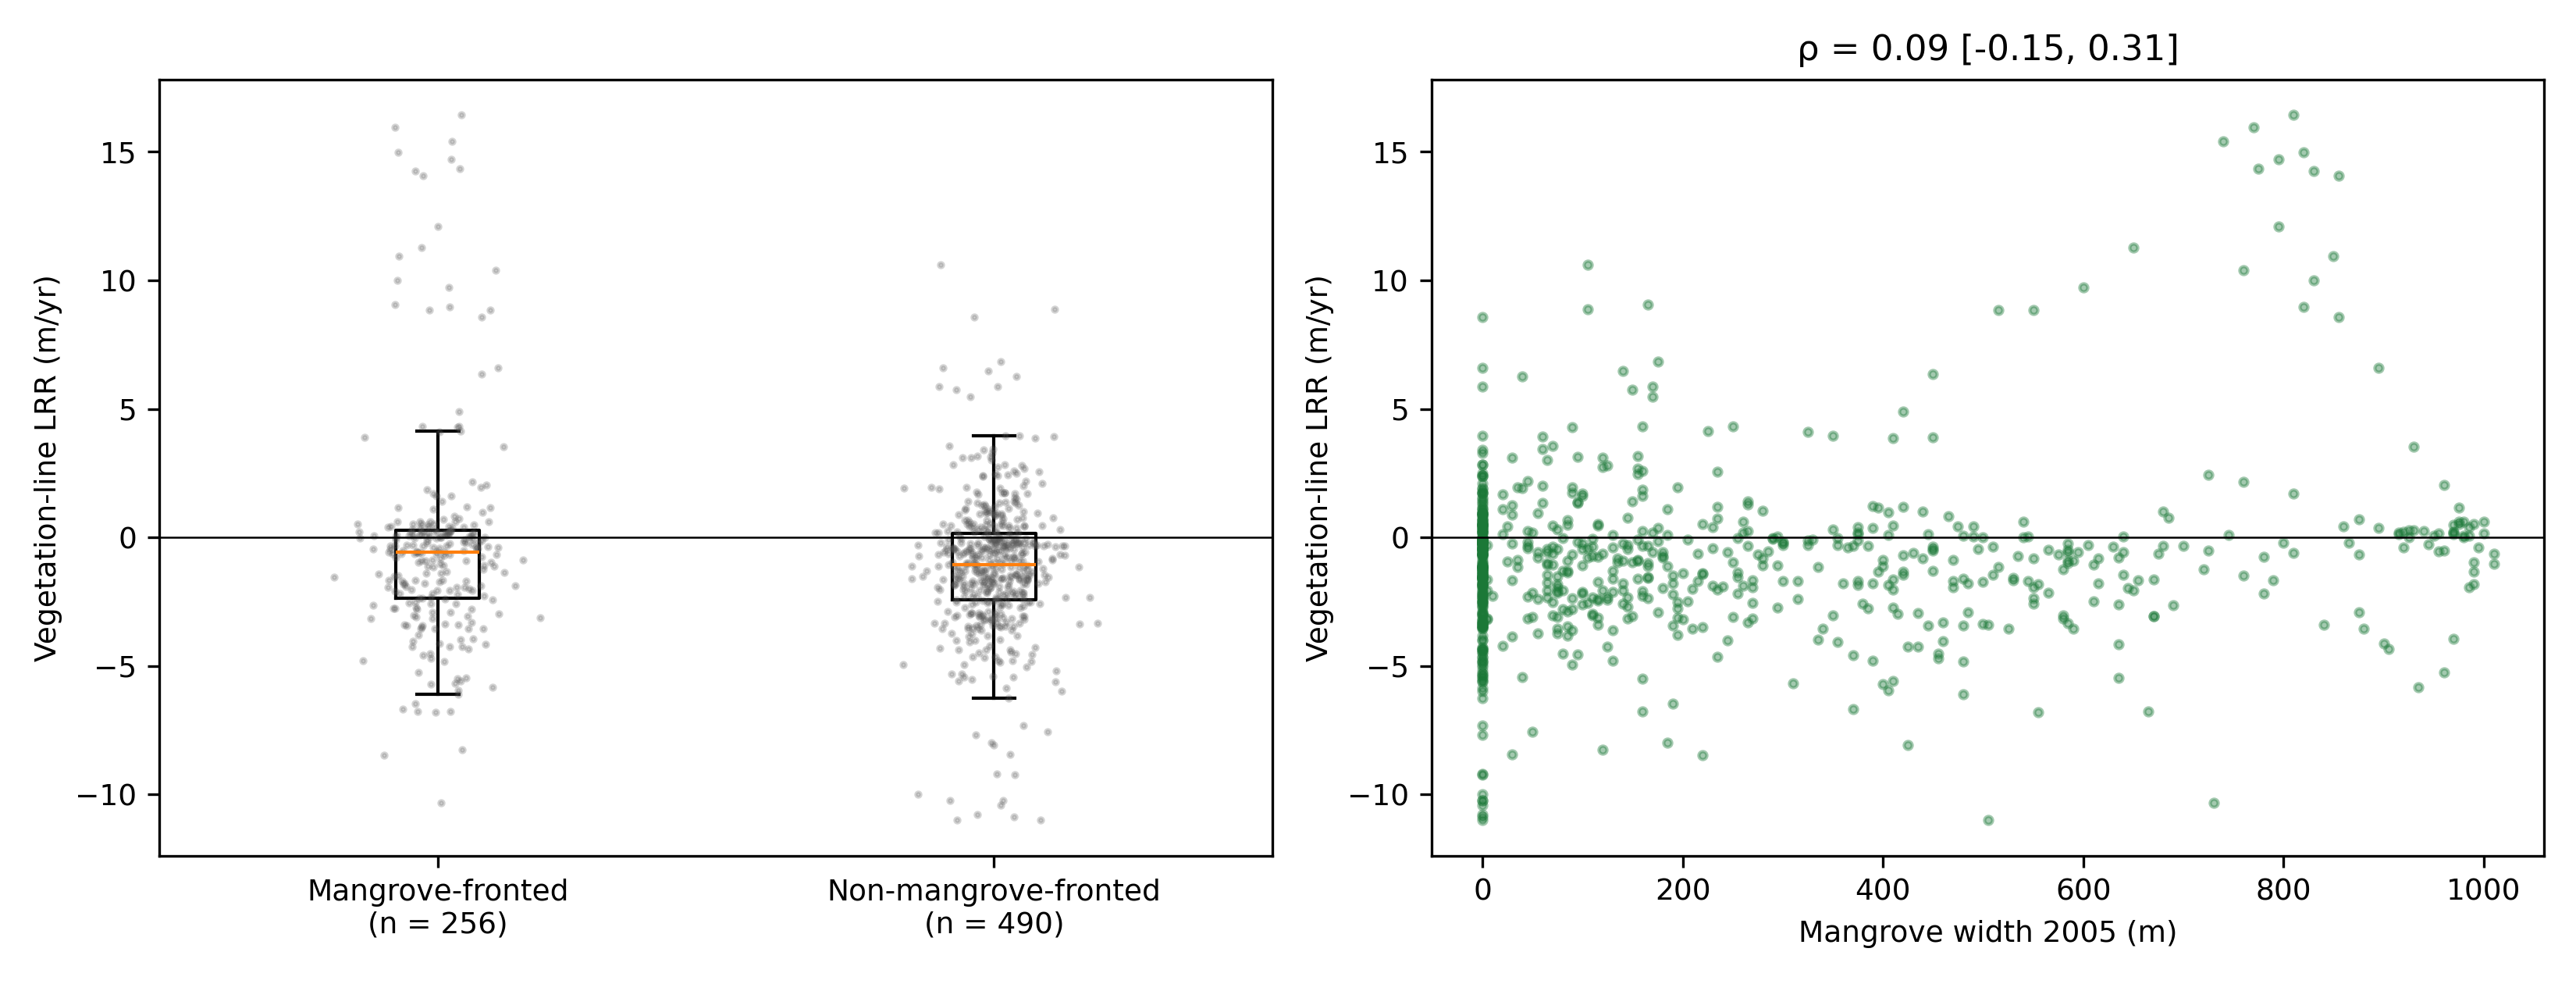 Vegetation-line LRR (m/yr)
15
10
5
0
−5
−10
Mangrove-fronted
(n = 256)
Non-mangrove-fronted
(n = 490)
ρ = 0.09 [-0.15, 0.31]
Vegetation-line LRR (m/yr)
15
10
5
0
−5
−10
0 200 400 600 800 1000
Mangrove width 2005 (m)